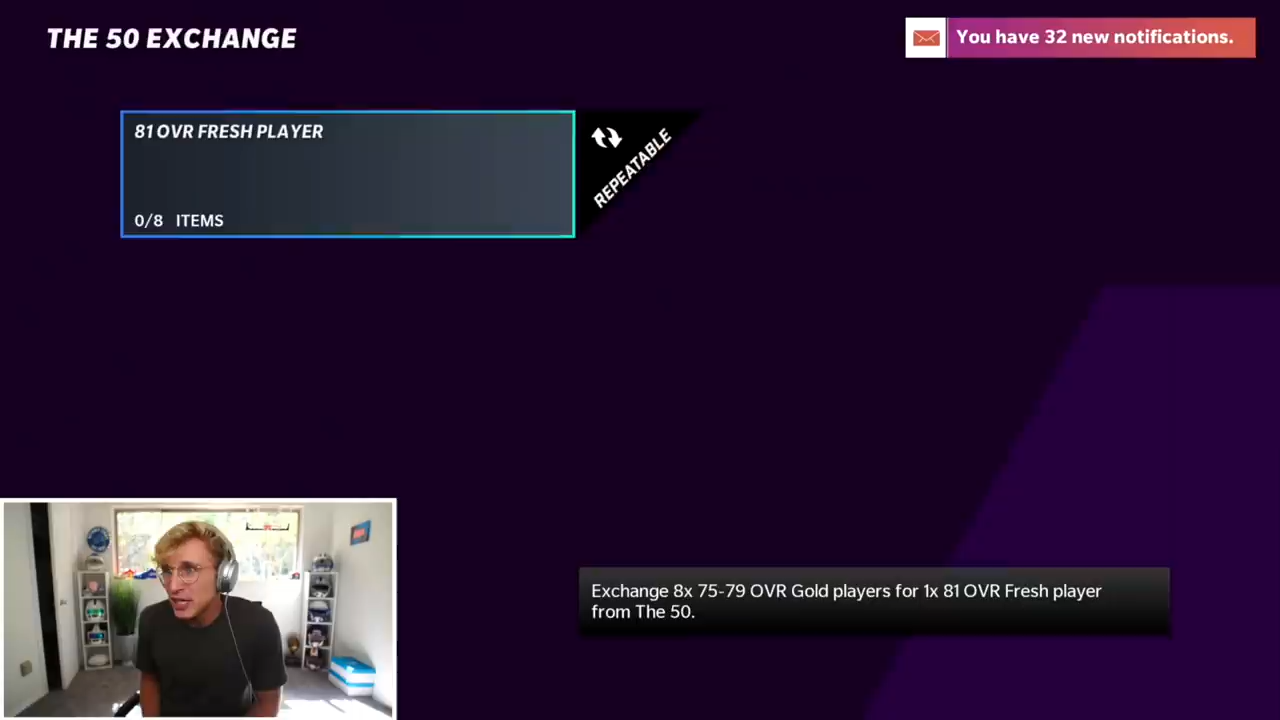 THE 50 EXCHANGE
You have 32 new notifications.
81 OVR FRESH PLAYER
REPEATABLE
0/8 ITEMS
Exchange 8x 75-79 OVR Gold players for 1x 81 OVR Fresh player
from The 50.